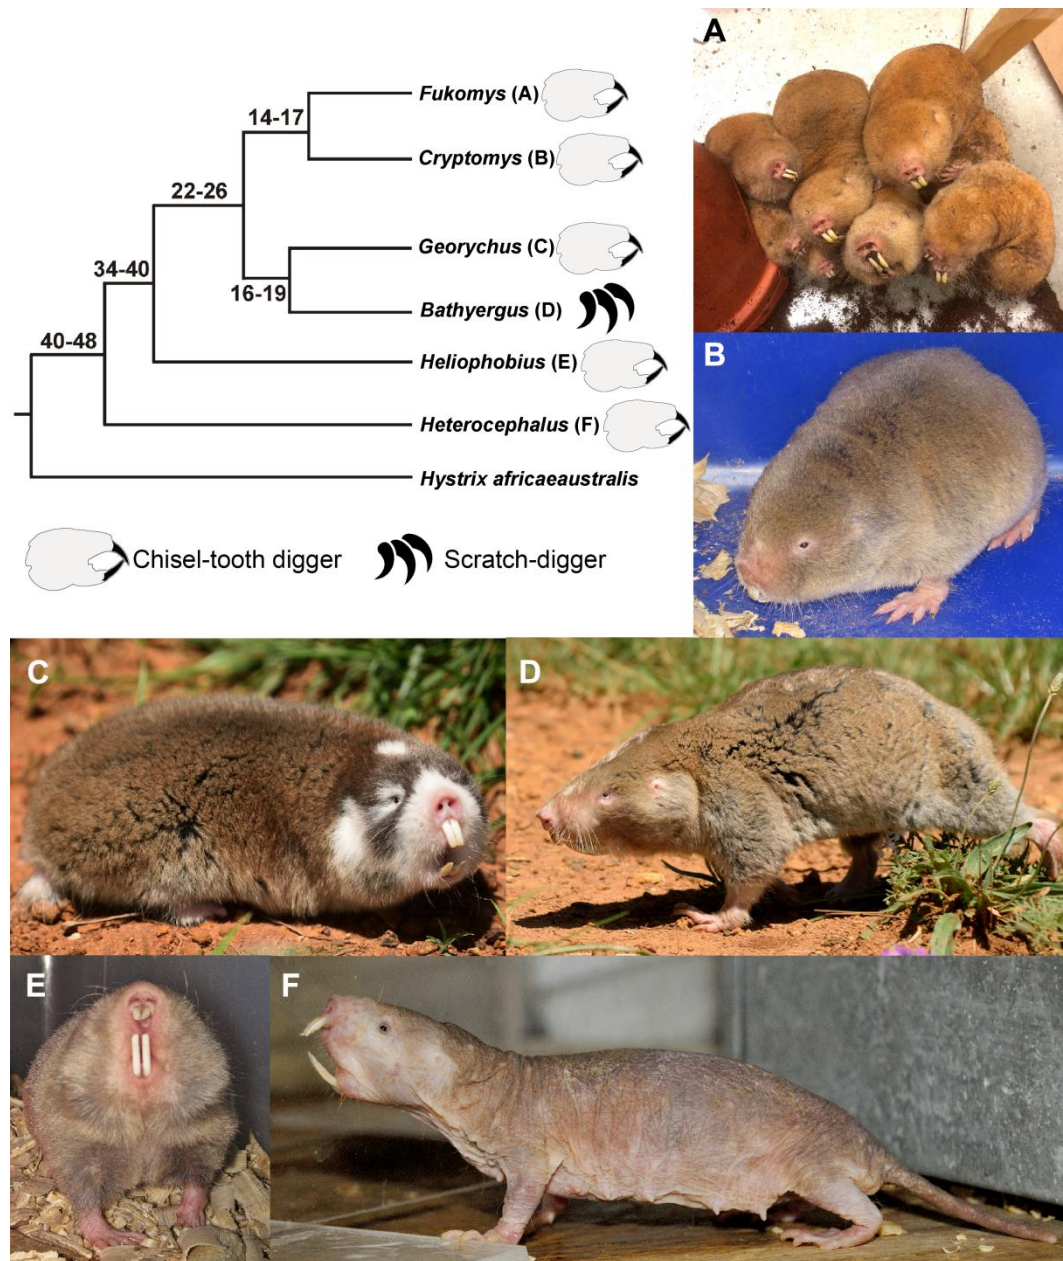 A
14-17
Fukomys (A)
Cryptomys (B)
22-26
Georychus (C)
34-40
16-19
Bathyergus (D)
40-48
Heliophobius (E)
Heterocephalus (F)
Hystrix africaeaustralis
B
Chisel-tooth digger
Scratch-digger
C
D
E
F